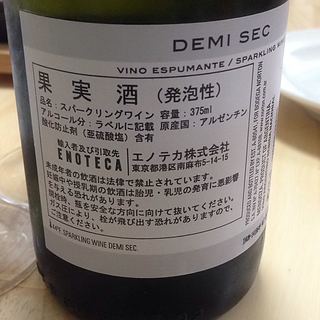 DEMI SEC
VINO ESPUMANTE / SPARKLING WINE
果実酒 (発泡性)
品名：スパークリングワイン 容量：375ml
アルコール分：ラベルに記載 原産国：アルゼンチン
酸化防止剤（亜硫酸塩）含有
輸入者及び引取先
ENOTECA エノテカ株式会社
東京都港区南麻布5-14-15
未成年者の飲酒は法律で禁止されています。
妊娠中や授乳期の飲酒は胎児・乳児の発育に悪影響
を与える恐れがあります。
開栓時、瓶を安全な方向に向けて抜いてください。
ガス圧により、栓が飛び出す恐れがありますので、
ご注意ください。
SPARKLING WINE DEMI SEC